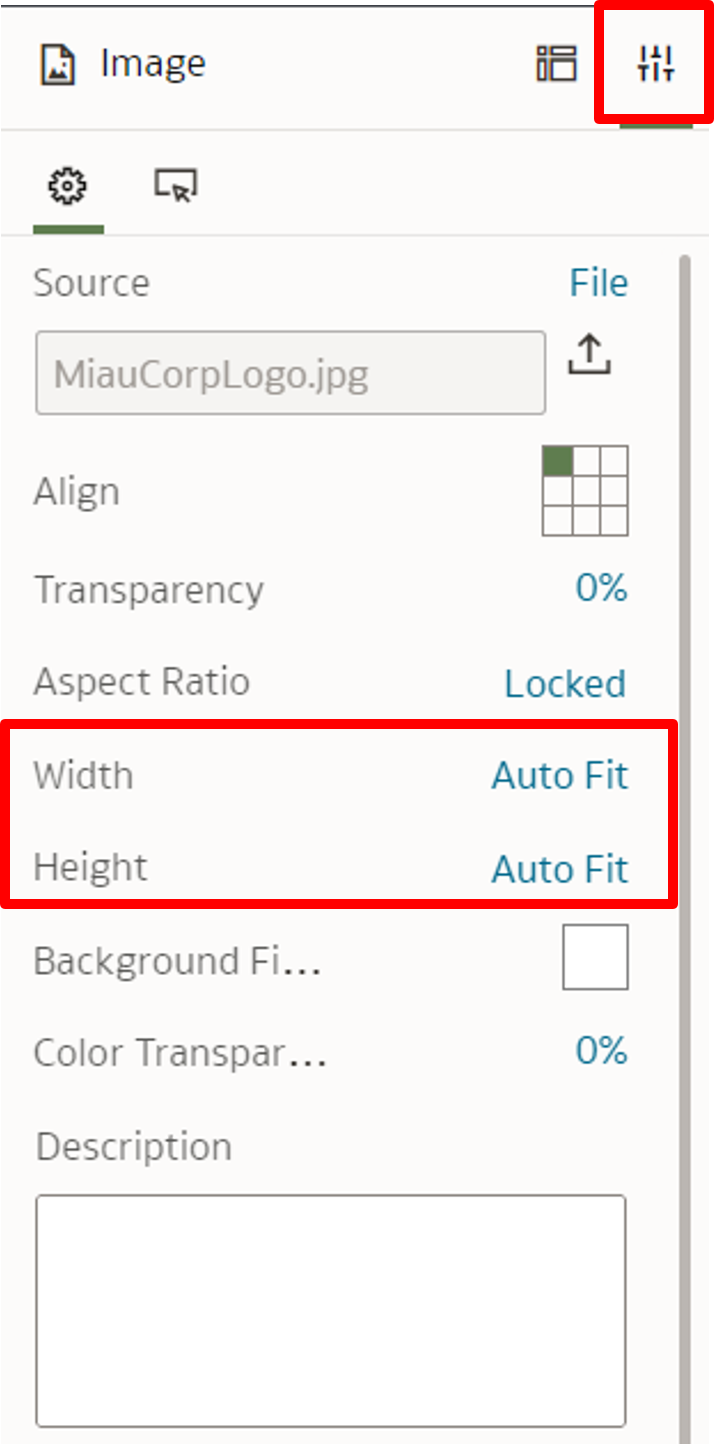 Image
Source File
MiauCorpLogo.jpg
Align
Transparency 0%
Aspect Ratio Locked
Width Auto Fit
Height Auto Fit
Background Fi...
Color Transpar... 0%
Description